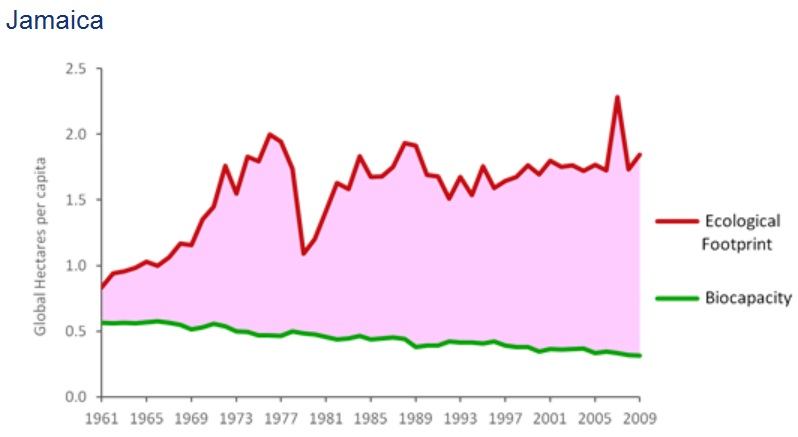 Jamaica
2.5
2.0
1.5
1.0
0.5
0.0
Global Hectares per capita
1961 1965 1969 1973 1977 1981 1985 1989 1993 1997 2001 2005 2009
Ecological
Footprint
Biocapacity